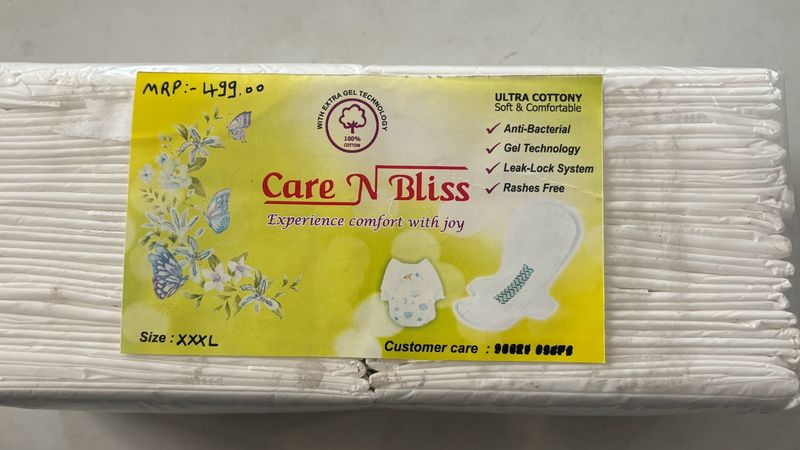 MRP:- 499.00
WITH EXTRA GEL TECHNOLOGY
100%
COTTON
ULTRA COTTONY
Soft & Comfortable
Anti-Bacterial
Gel Technology
Leak-Lock System
Rashes Free
Care N Bliss
Experience comfort with joy
Size : XXXL
Customer care :